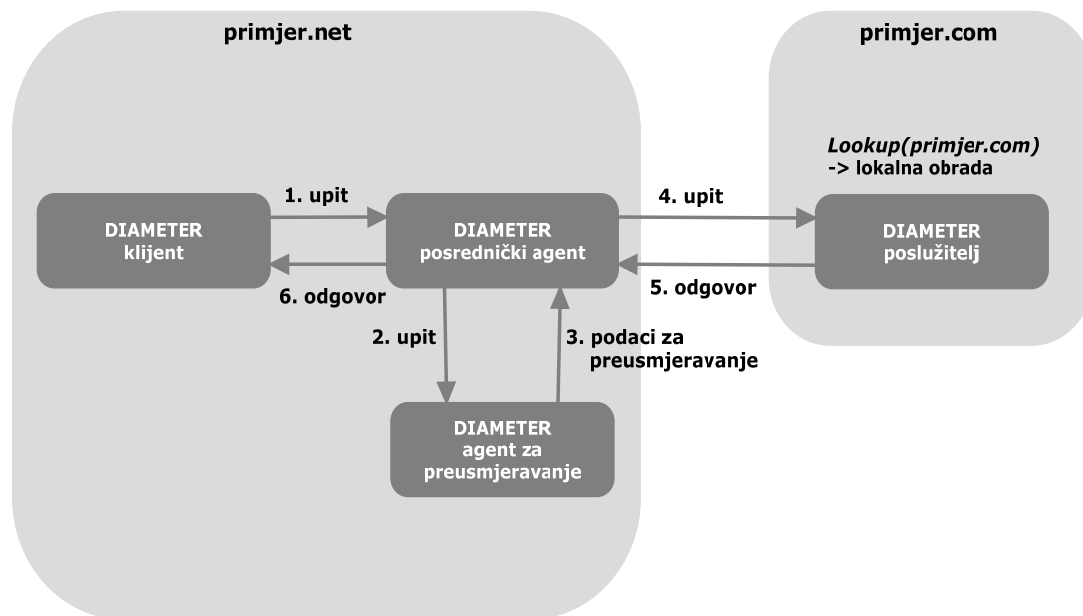 primjer.net
primjer.com
Lookup(primjer.com)
-> lokalna obrada
1. upit
4. upit
DIAMETER
klijent
DIAMETER
posrednički agent
DIAMETER
poslužitelj
6. odgovor
5. odgovor
2. upit
3. podaci za
preusmjeravanje
DIAMETER
agent za
preusmjeravanje